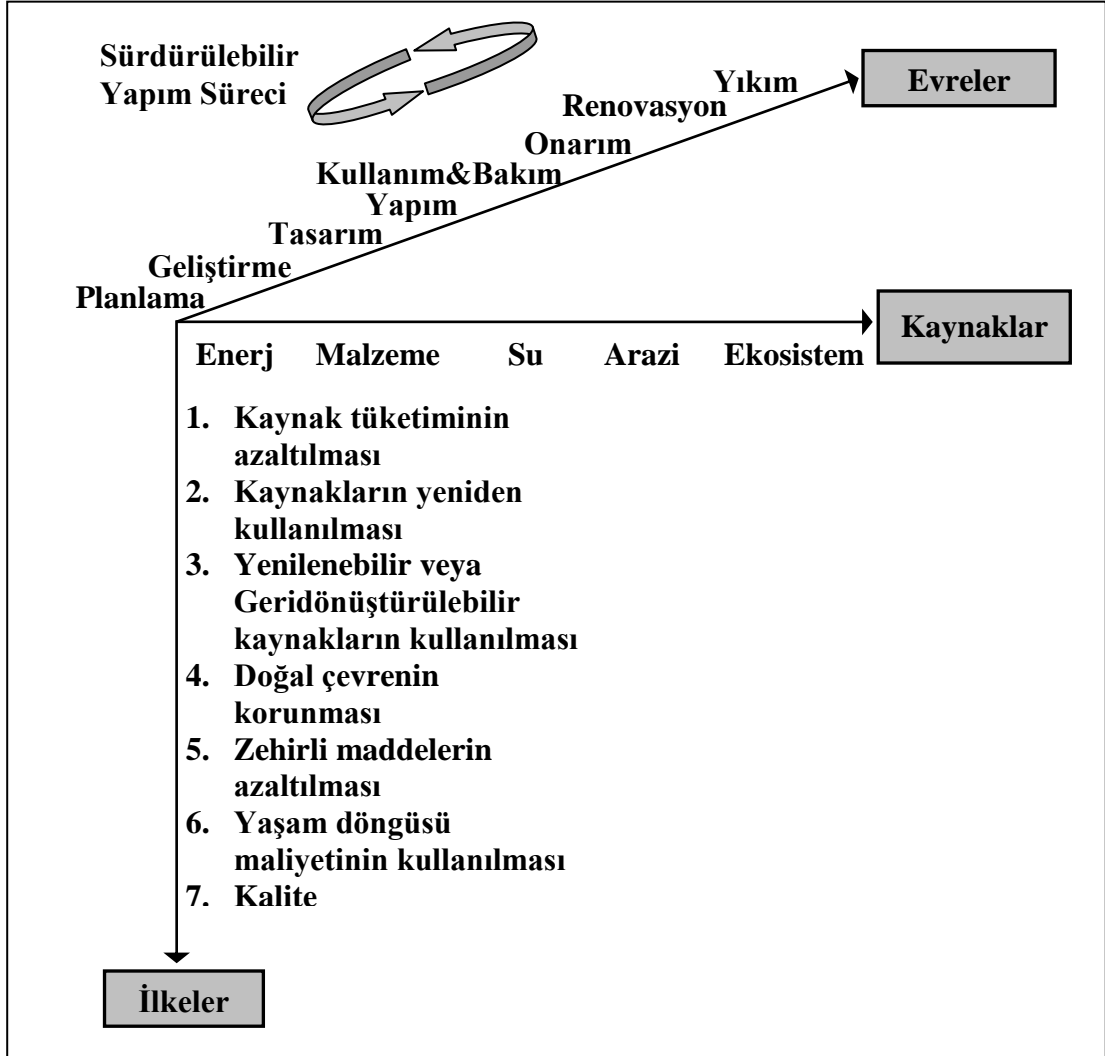 Sürdürülebilir
Yapım Süreci
Yıkım
Evreler
Renovasyon
Onarım
Kullanım&Bakım
Yapım
Tasarım
Geliştirme
Planlama
Kaynaklar
Enerj Malzeme Su Arazi Ekosistem
1. Kaynak tüketiminin
azaltılması
2. Kaynakların yeniden
kullanılması
3. Yenilenebilir veya
Geridönüştürülebilir
kaynakların kullanılması
4. Doğal çevrenin
korunması
5. Zehirli maddelerin
azaltılması
6. Yaşam döngüsü
maliyetinin kullanılması
7. Kalite
İlkeler